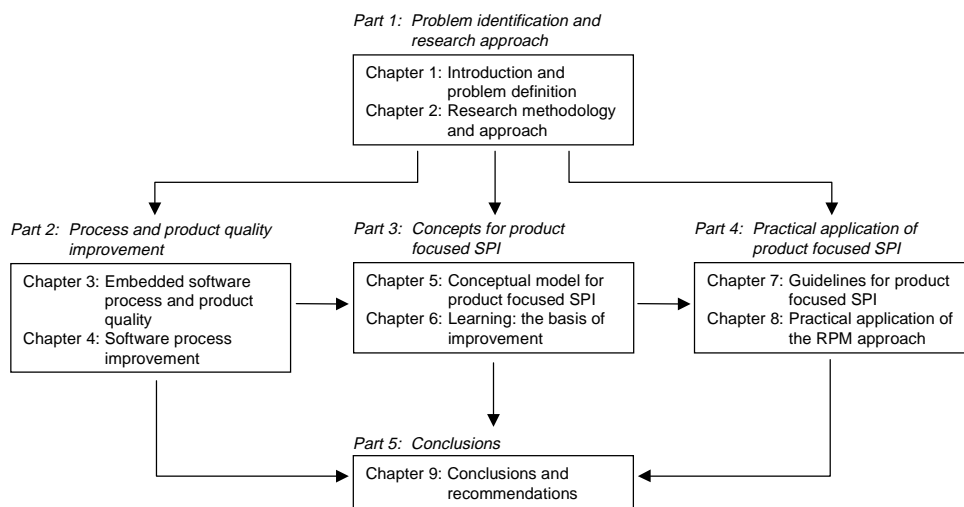 Part 1: Problem identification and
research approach
Chapter 1: Introduction and
problem definition
Chapter 2: Research methodology
and approach
Part 2: Process and product quality
improvement
Chapter 3: Embedded software
process and product
quality
Chapter 4: Software process
improvement
Part 3: Concepts for product
focused SPI
Chapter 5: Conceptual model for
product focused SPI
Chapter 6: Learning: the basis of
improvement
Part 4: Practical application of
product focused SPI
Chapter 7: Guidelines for product
focused SPI
Chapter 8: Practical application of
the RPM approach
Part 5: Conclusions
Chapter 9: Conclusions and
recommendations